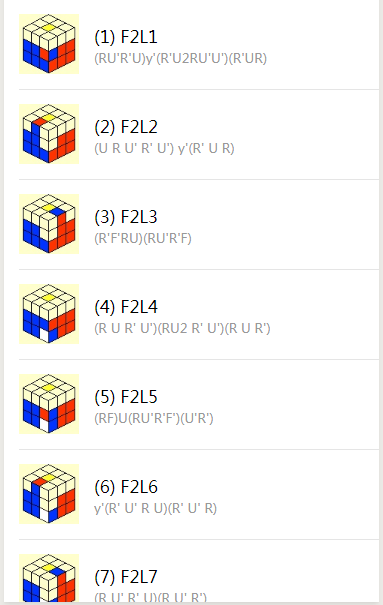 (1) F2L1
(RU'R'U)y'(R'U2RU'U')(R'UR)
(2) F2L2
(U R U' R' U') y'(R' U R)
(3) F2L3
(R'F'RU)(RU'R'F)
(4) F2L4
(R U R' U')(RU2 R' U')(R U R')
(5) F2L5
(RF)U(RU'R'F')(U'R')
(6) F2L6
y'(R' U' R U)(R' U' R)
(7) F2L7
(R U' R' U)(R U' R')